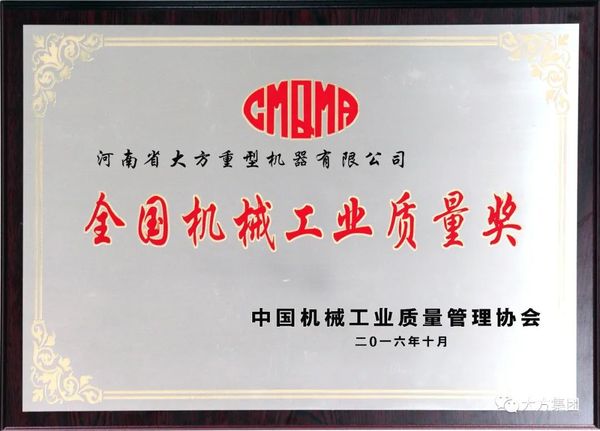 CMQMA
河南省大方重型机器有限公司
全国机械工业质量奖
中国机械工业质量管理协会
二0一六年十月
大方集团